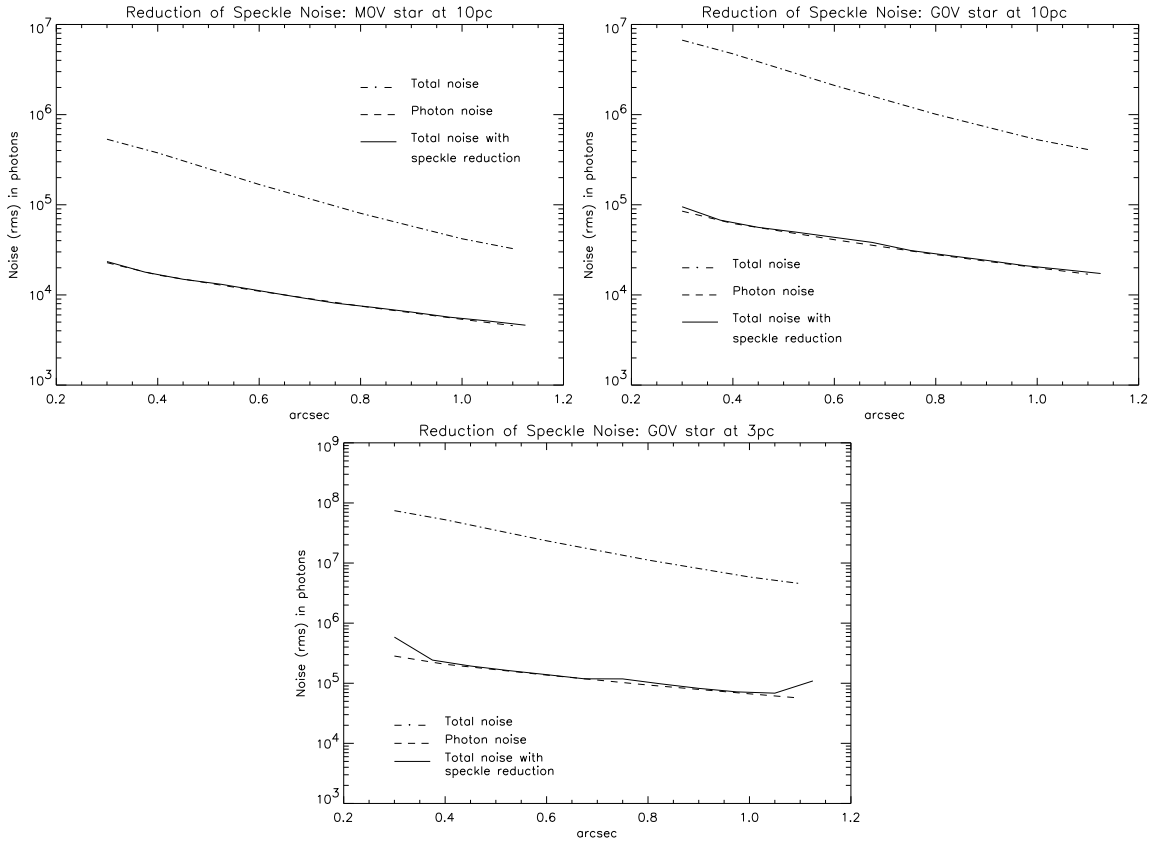 Reduction of Speckle Noise: M0V star at 10pc
10^7
10^6
10^5
10^4
10^3
Noise (rms) in photons
Total noise
Photon noise
Total noise with
speckle reduction
0.2 0.4 0.6 0.8 1.0 1.2
arcsec
Reduction of Speckle Noise: G0V star at 10pc
10^7
10^6
10^5
10^4
10^3
Noise (rms) in photons
Total noise
Photon noise
Total noise with
speckle reduction
0.2 0.4 0.6 0.8 1.0 1.2
arcsec
Reduction of Speckle Noise: G0V star at 3pc
10^9
10^8
10^7
10^6
10^5
10^4
10^3
Noise (rms) in photons
Total noise
Photon noise
Total noise with
speckle reduction
0.2 0.4 0.6 0.8 1.0 1.2
arcsec